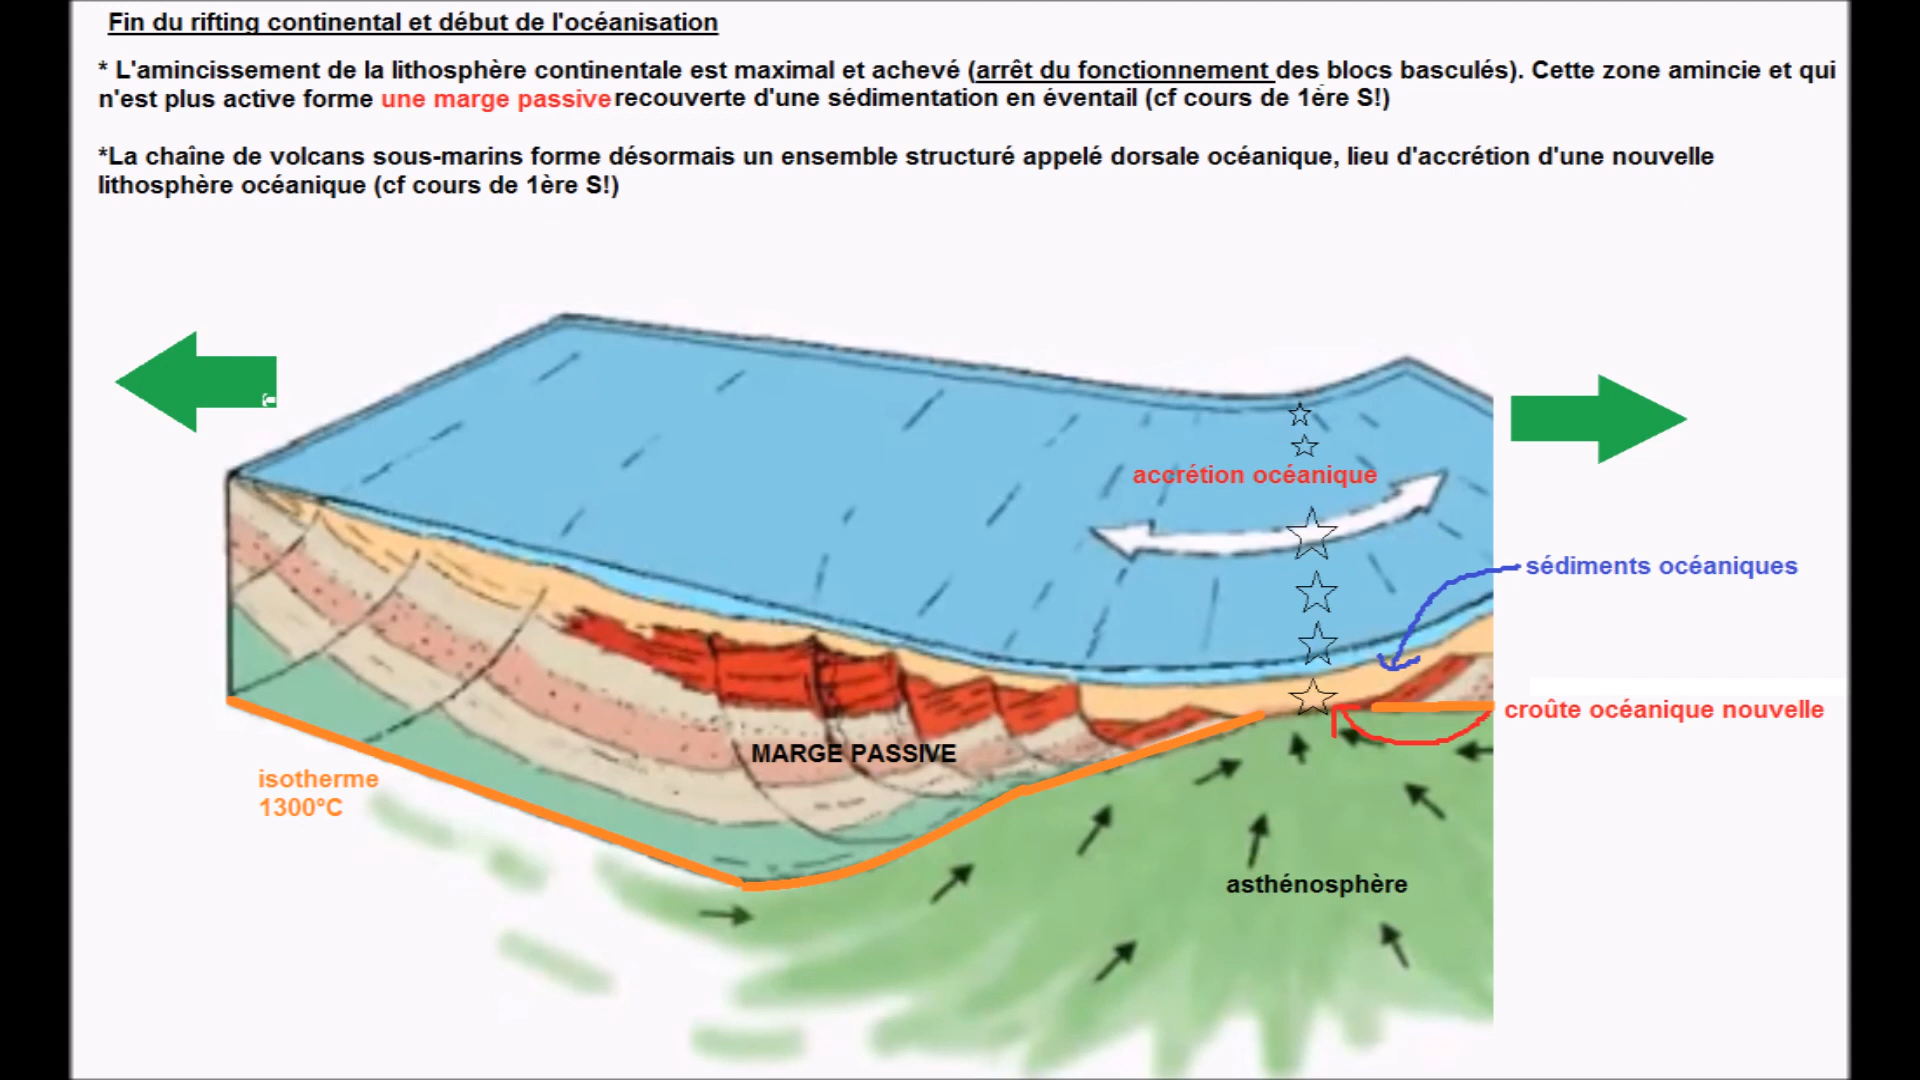 Fin du rifting continental et début de l'océanisation
* L'amincissement de la lithosphère continentale est maximal et achevé (arrêt du fonctionnement des blocs basculés). Cette zone amincie et qui
n'est plus active forme une marge passive recouverte d'une sédimentation en éventail (cf cours de 1ère S!)
*La chaîne de volcans sous-marins forme désormais un ensemble structuré appelé dorsale océanique, lieu d'accrétion d'une nouvelle
lithosphère océanique (cf cours de 1ère S!)
accrétion océanique
sédiments océaniques
croûte océanique nouvelle
MARGE PASSIVE
isotherme
1300°C
asthénosphère